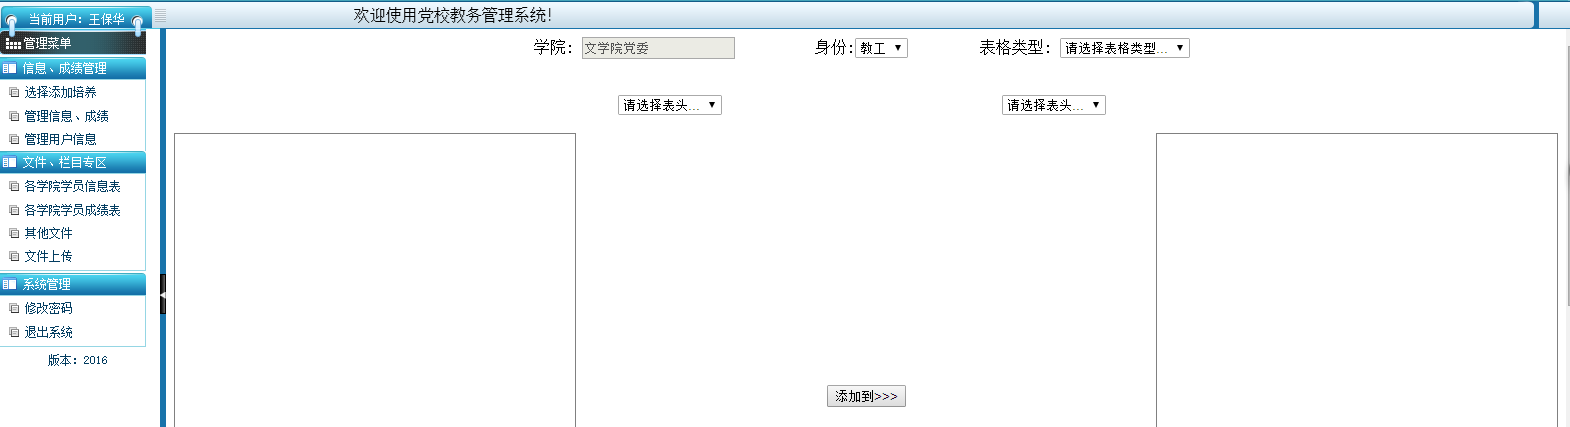 当前用户：王保华
欢迎使用党校教务管理系统!
管理菜单
信息、成绩管理
选择添加培养
管理信息、成绩
管理用户信息
文件、栏目专区
各学院学员信息表
各学院学员成绩表
其他文件
文件上传
系统管理
修改密码
退出系统
版本：2016
学院： 文学院党委 身份: 教工 ▼ 表格类型： 请选择表格类型... ▼
请选择表头... ▼ 请选择表头... ▼
添加到>>>